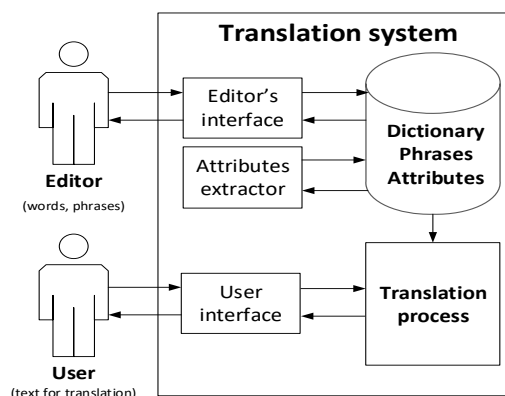 Translation system
Editor's
interface
Dictionary
Phrases
Attributes
Attributes
extractor
Editor
(words, phrases)
User
interface
Translation
process
User
(text for translation)